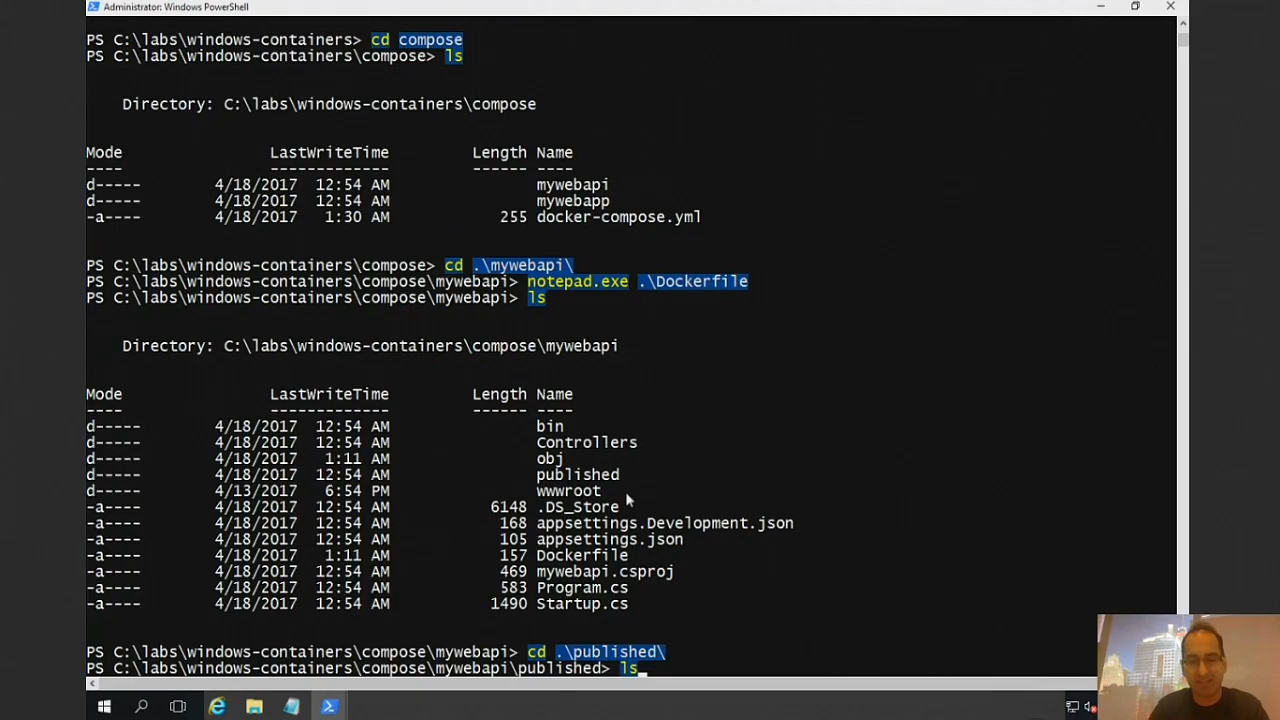 Administrator: Windows PowerShell
PS C:\labs\windows-containers> cd compose
PS C:\labs\windows-containers\compose> ls
Directory: C:\labs\windows-containers\compose
Mode LastWriteTime Length Name
---- ------------- ------ ----
d----- 4/18/2017 12:54 AM mywebapi
d----- 4/18/2017 12:54 AM mywebapp
-a---- 4/18/2017 1:30 AM 255 docker-compose.yml
PS C:\labs\windows-containers\compose> cd .\mywebapi\
PS C:\labs\windows-containers\compose\mywebapi> notepad.exe .\Dockerfile
PS C:\labs\windows-containers\compose\mywebapi> ls
Directory: C:\labs\windows-containers\compose\mywebapi
Mode LastWriteTime Length Name
---- ------------- ------ ----
d----- 4/18/2017 12:54 AM bin
d----- 4/18/2017 12:54 AM Controllers
d----- 4/18/2017 1:11 AM obj
d----- 4/18/2017 12:54 AM published
d----- 4/13/2017 6:54 PM wwwroot
-a---- 4/18/2017 12:54 AM 6148 .DS_Store
-a---- 4/18/2017 12:54 AM 168 appsettings.Development.json
-a---- 4/18/2017 12:54 AM 105 appsettings.json
-a---- 4/18/2017 1:11 AM 157 Dockerfile
-a---- 4/18/2017 12:54 AM 469 mywebapi.csproj
-a---- 4/18/2017 12:54 AM 583 Program.cs
-a---- 4/18/2017 12:54 AM 1490 Startup.cs
PS C:\labs\windows-containers\compose\mywebapi> cd .\published\
PS C:\labs\windows-containers\compose\mywebapi\published> ls